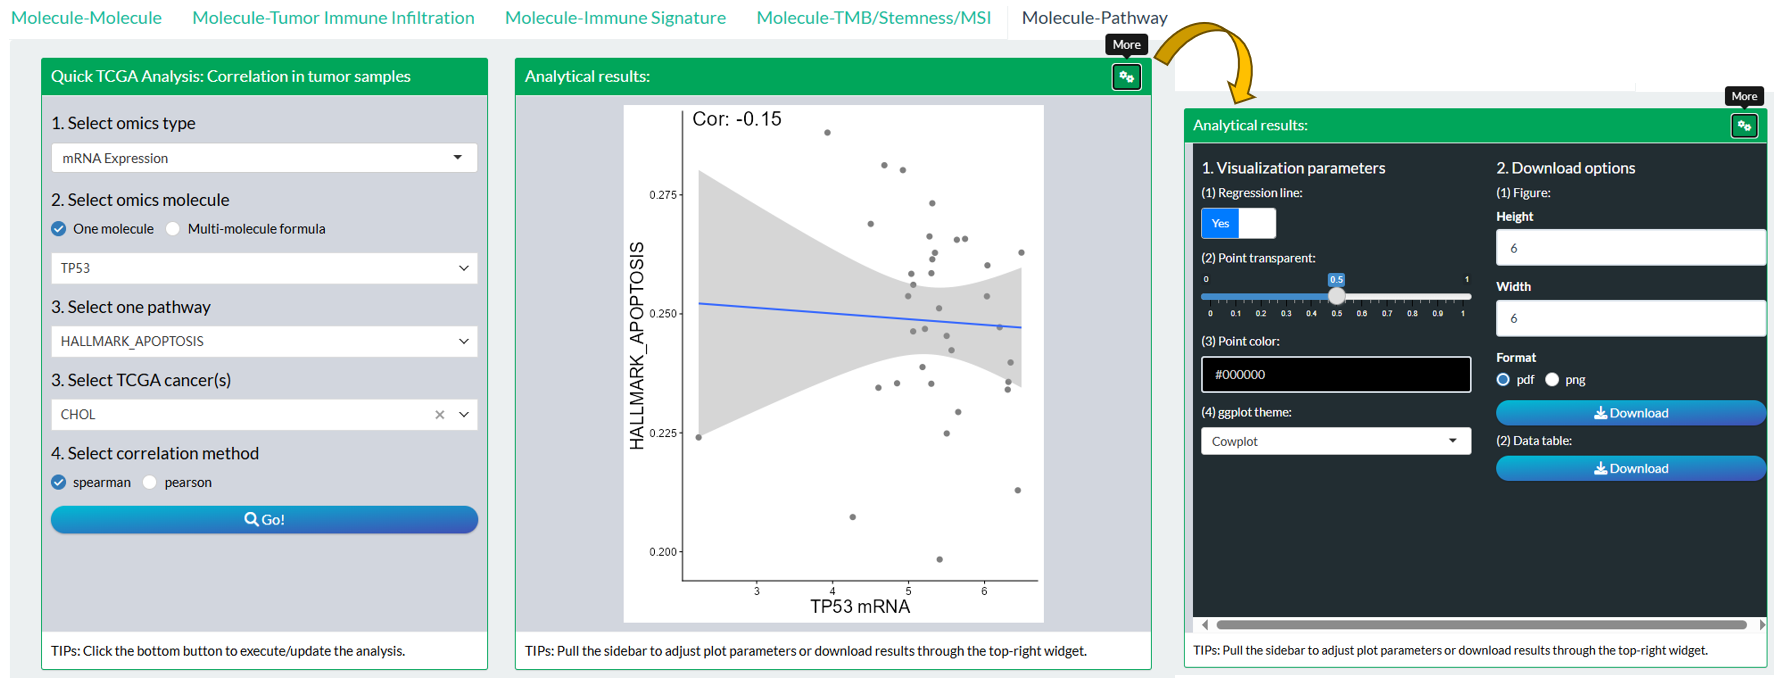 Molecule-Molecule
Molecule-Tumor Immune Infiltration
Molecule-Immune Signature
Molecule-TMB/Stemness/MSI
Molecule-Pathway
Quick TCGA Analysis: Correlation in tumor samples
1. Select omics type
mRNA Expression
2. Select omics molecule
One molecule
Multi-molecule formula
TP53
3. Select one pathway
HALLMARK_APOPTOSIS
3. Select TCGA cancer(s)
CHOL
4. Select correlation method
spearman
pearson
Go!
TIPs: Click the bottom button to execute/update the analysis.
More
Analytical results:
Cor: -0.15
0.275
0.250
0.225
0.200
HALLMARK_APOPTOSIS
3
4
5
6
TP53 mRNA
TIPs: Pull the sidebar to adjust plot parameters or download results through the top-right widget.
More
Analytical results:
1. Visualization parameters
(1) Regression line:
Yes
(2) Point transparent:
0
0.5
1
0 0.1 0.2 0.3 0.4 0.5 0.6 0.7 0.8 0.9 1
(3) Point color:
#000000
(4) ggplot theme:
Cowplot
2. Download options
(1) Figure:
Height
6
Width
6
Format
pdf
png
Download
(2) Data table:
Download
TIPs: Pull the sidebar to adjust plot parameters or download results through the top-right widget.